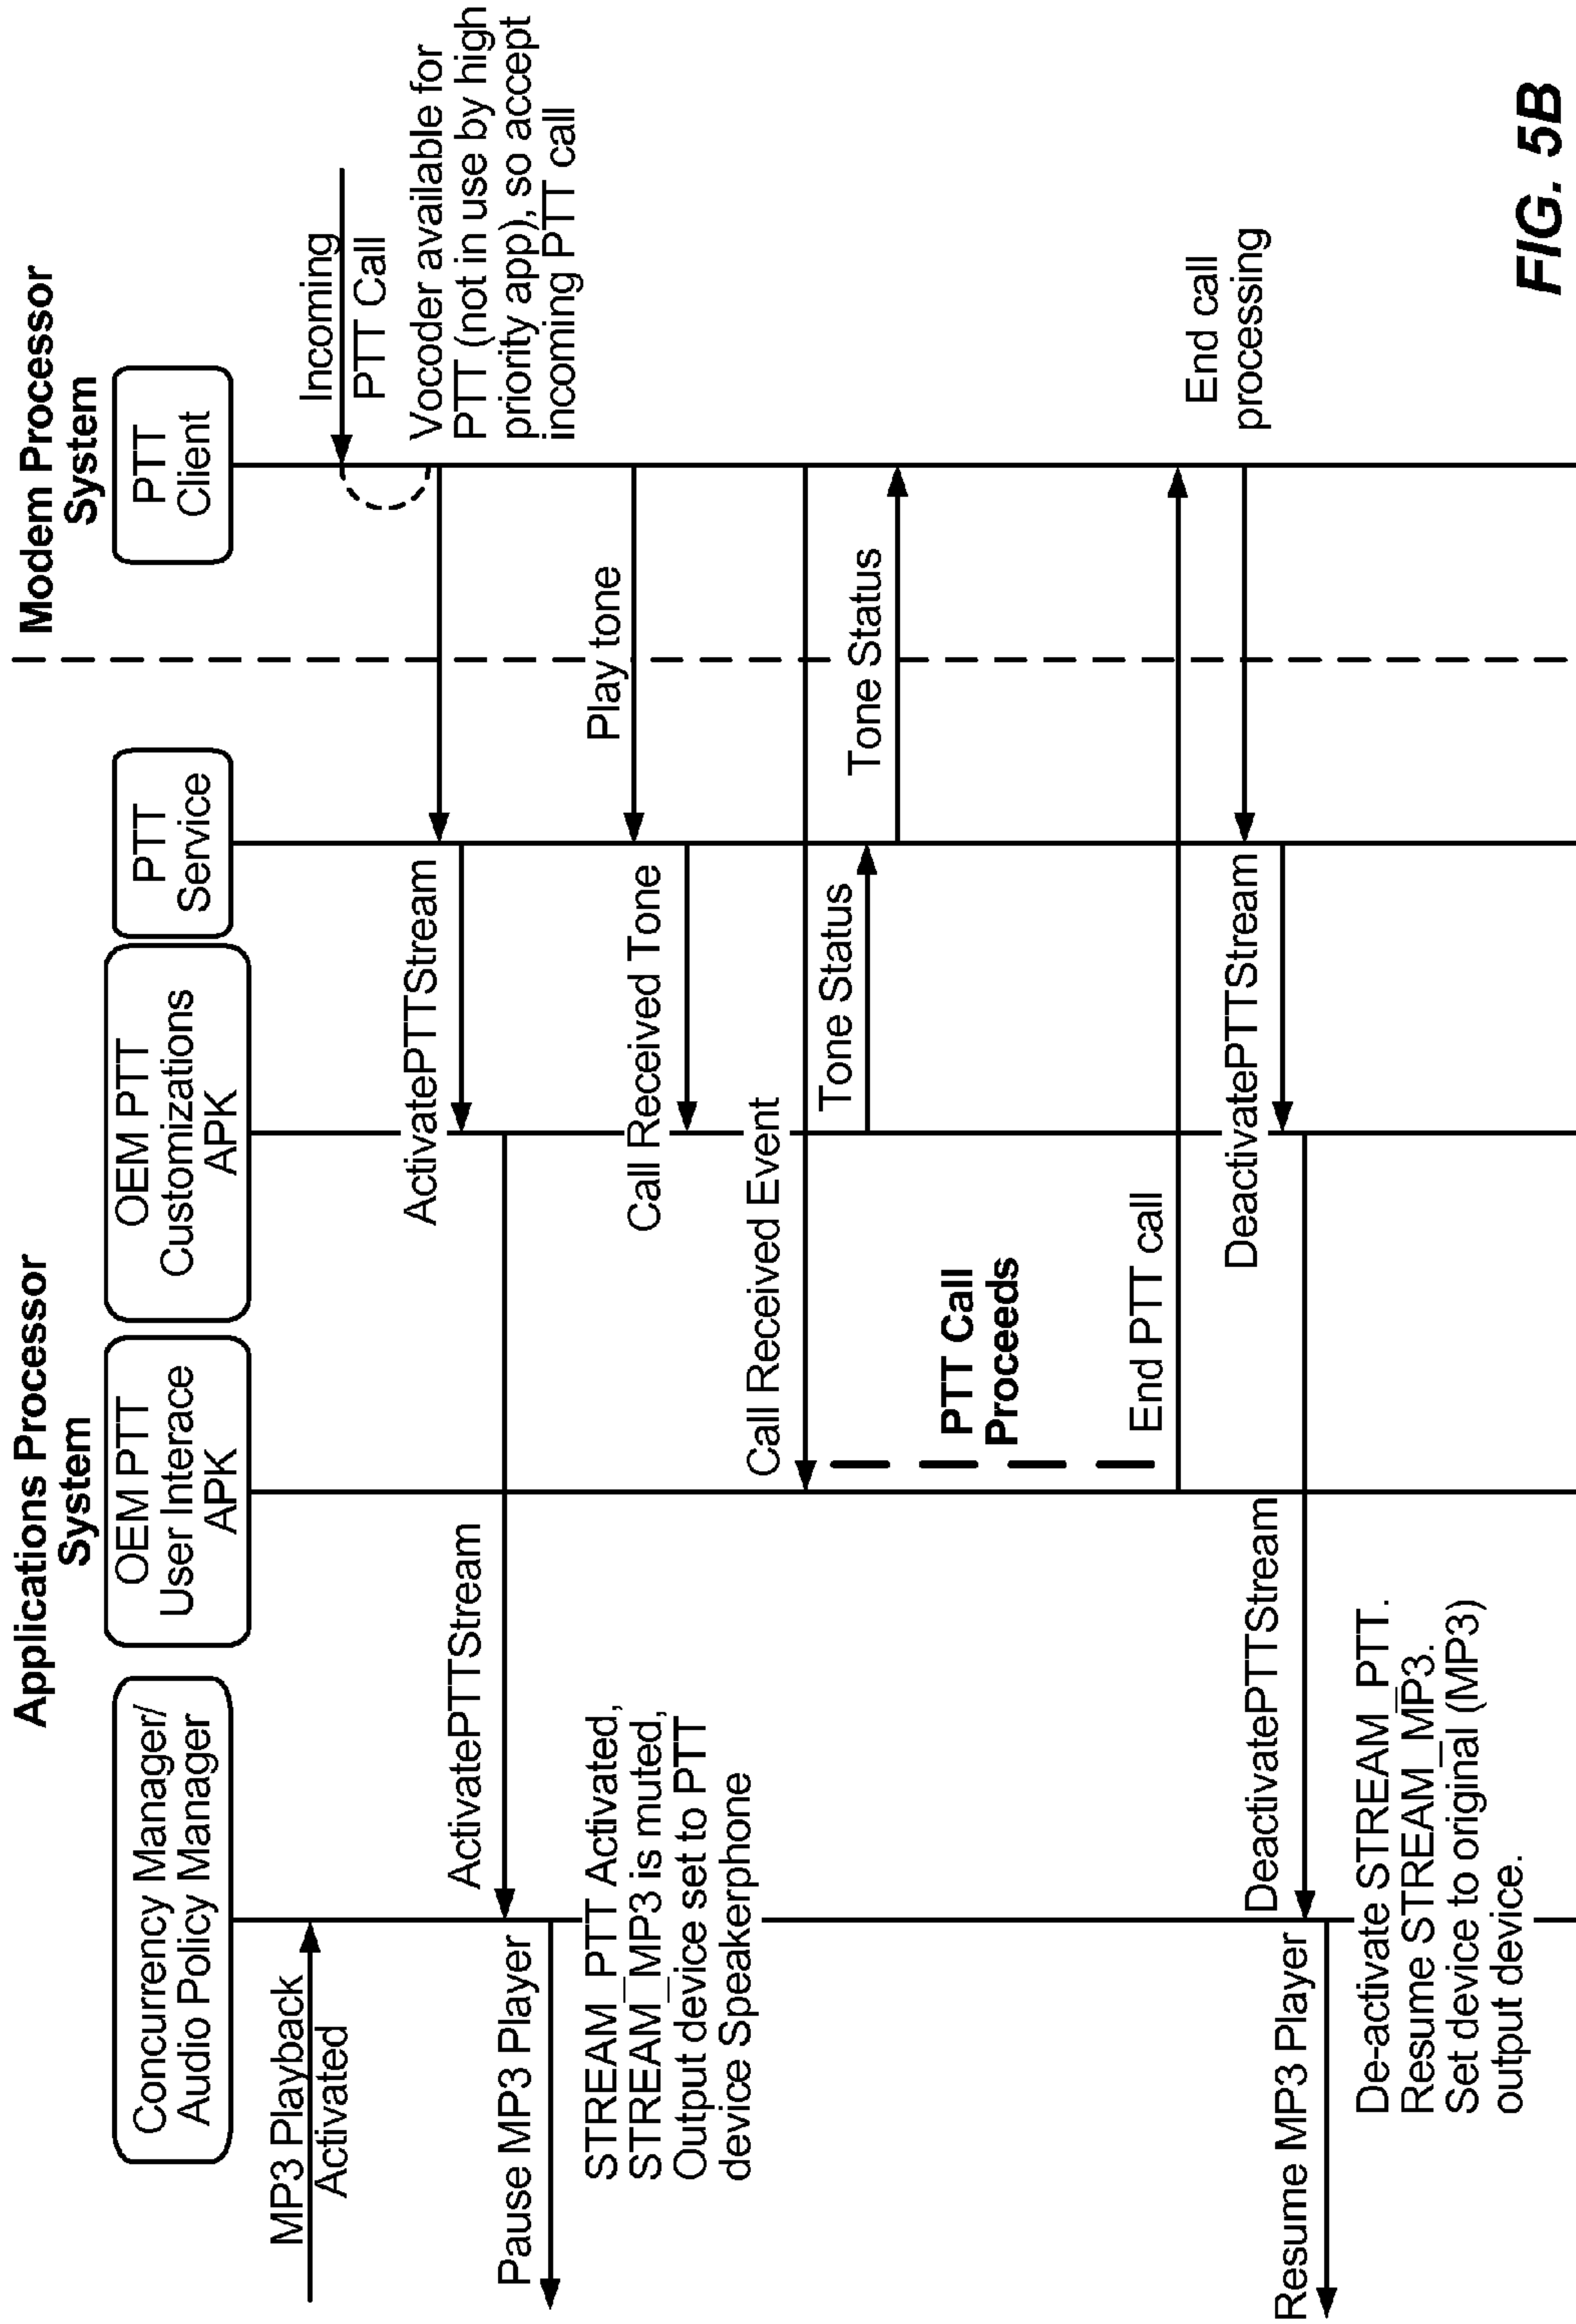 Applications Processor
System
Modem Processor
System
Concurrency Manager/
Audio Policy Manager
OEM PTT
User Interace
APK
OEM PTT
Customizations
APK
PTT
Service
PTT
Client
MP3 Playback
Activated
Incoming
PTT Call
Vocoder available for
PTT (not in use by high
priority app), so accept
incoming PTT call
ActivatePTTStream
ActivatePTTStream
Pause MP3 Player
STREAM_PTT Activated,
STREAM_MP3 is muted,
Output device set to PTT
device Speakerphone
Play tone
Call Received Tone
Call Received Event
Tone Status
Tone Status
PTT Call
Proceeds
End PTT call
End call
processing
DeactivatePTTStream
DeactivatePTTStream
Resume MP3 Player
De-activate STREAM_PTT.
Resume STREAM_MP3.
Set device to original (MP3)
output device.
FIG. 5B